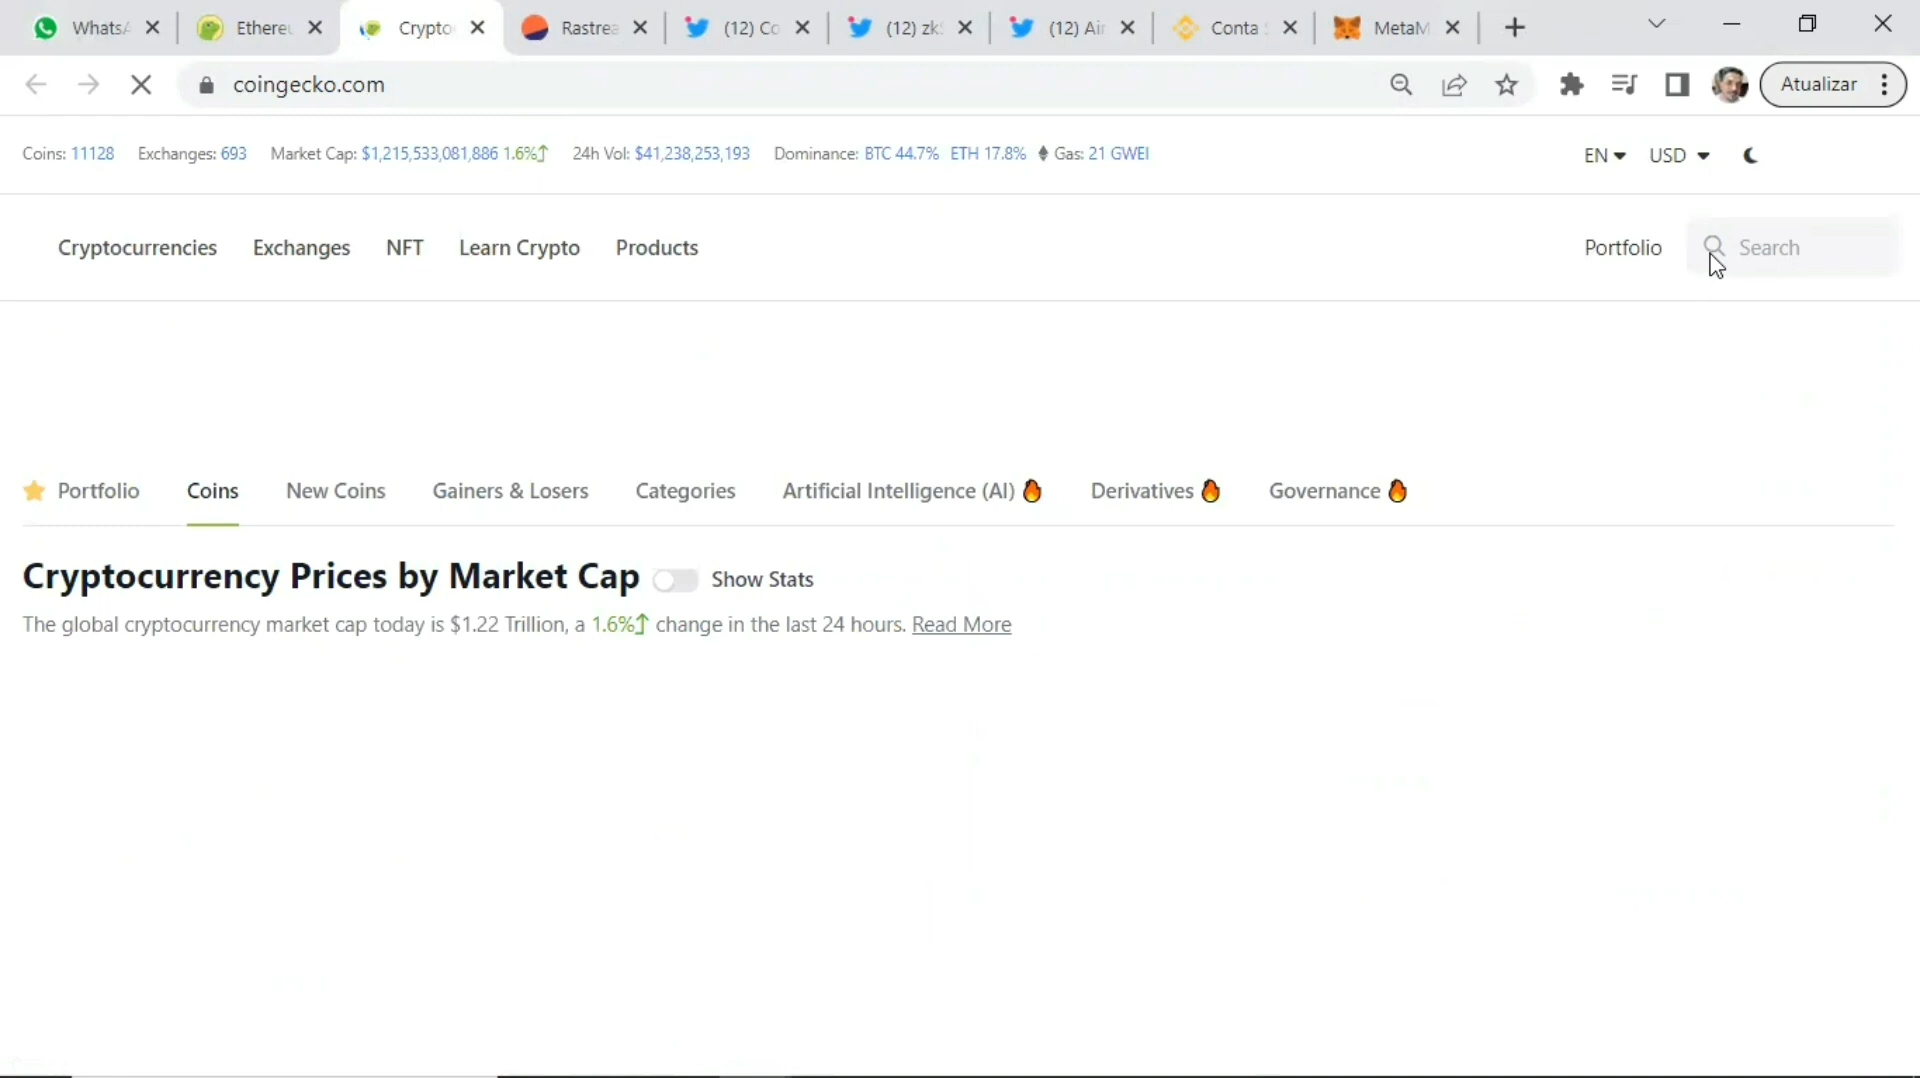 WhatsA
Ethere
Crypto
Rastrea
(12) Co
(12) zkS
(12) Air
Conta
MetaM
coingecko.com
Atualizar
Coins: 11128 Exchanges: 693 Market Cap: $1,215,533,081,886 1.6% 24h Vol: $41,238,253,193 Dominance: BTC 44.7% ETH 17.8% Gas: 21 GWEI
EN USD
Cryptocurrencies Exchanges NFT Learn Crypto Products
Portfolio Search
Portfolio Coins New Coins Gainers & Losers Categories Artificial Intelligence (AI) Derivatives Governance
Cryptocurrency Prices by Market Cap Show Stats
The global cryptocurrency market cap today is $1.22 Trillion, a 1.6% change in the last 24 hours. Read More